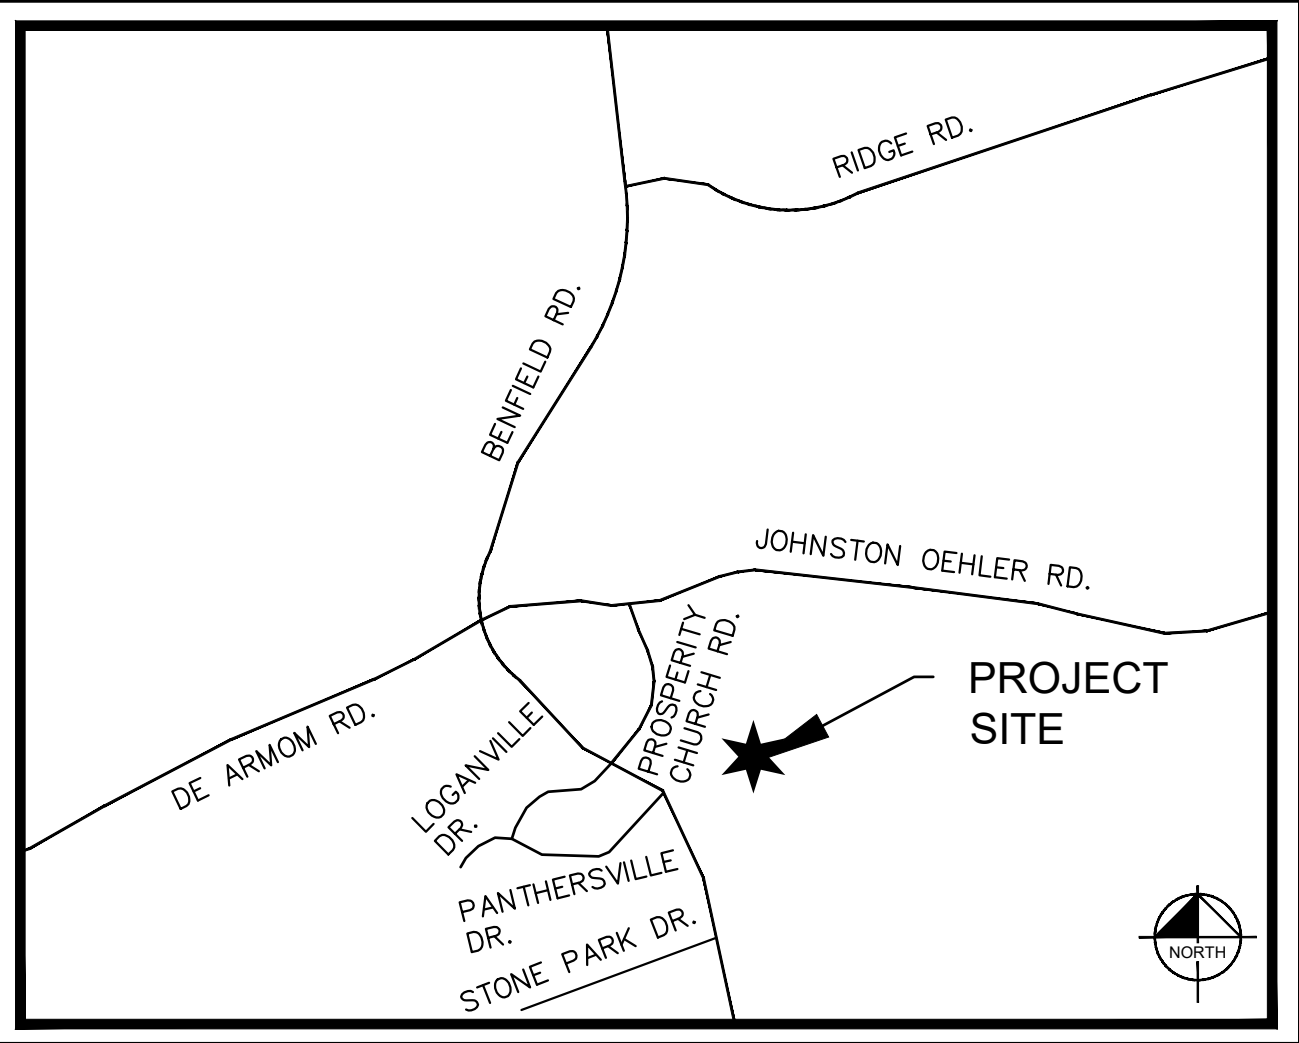 RIDGE RD.
BENFIELD RD.
JOHNSTON OEHLER RD.
PROSPERITY
CHURCH RD.
PROJECT
SITE
DE ARMOM RD.
LOGANVILLE
DR.
PANTHERSVILLE
DR.
STONE PARK DR.
NORTH